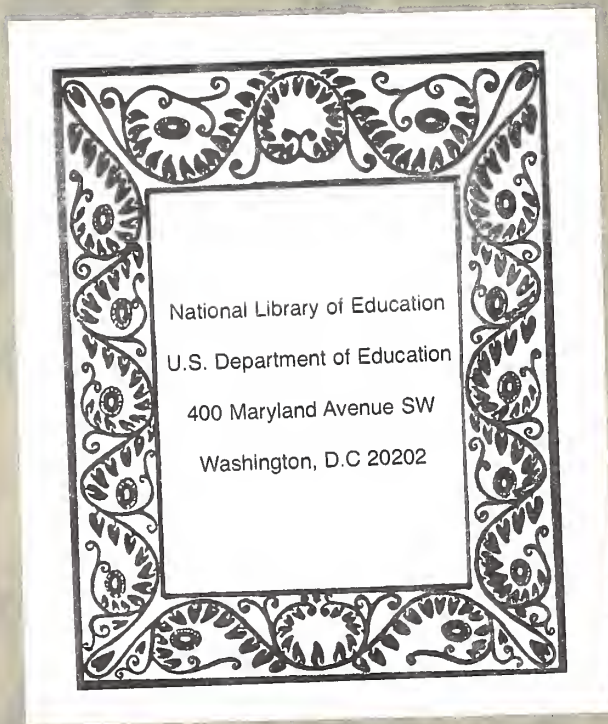 National Library of Education
U.S. Department of Education
400 Maryland Avenue SW
Washington, D.C 20202